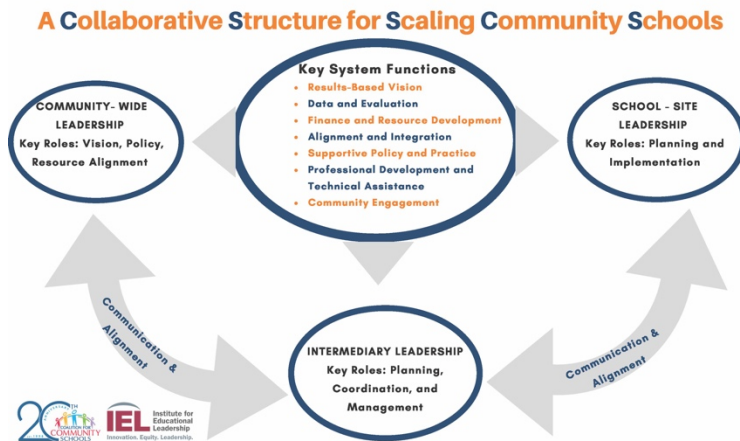 A Collaborative Structure for Scaling Community Schools
Key System Functions
• Results-Based Vision
• Data and Evaluation
• Finance and Resource Development
• Alignment and Integration
• Supportive Policy and Practice
• Professional Development and
Technical Assistance
• Community Engagement
COMMUNITY- WIDE
LEADERSHIP
Key Roles: Vision, Policy,
Resource Alignment
SCHOOL - SITE
LEADERSHIP
Key Roles: Planning and
Implementation
Communication &
Alignment
INTERMEDIARY LEADERSHIP
Key Roles: Planning,
Coordination, and
Management
Communication &
Alignment
20TH
COALITION FOR
COMMUNITY
SCHOOLS
IEL
Institute for
Educational
Leadership
Innovation. Equity. Leadership.